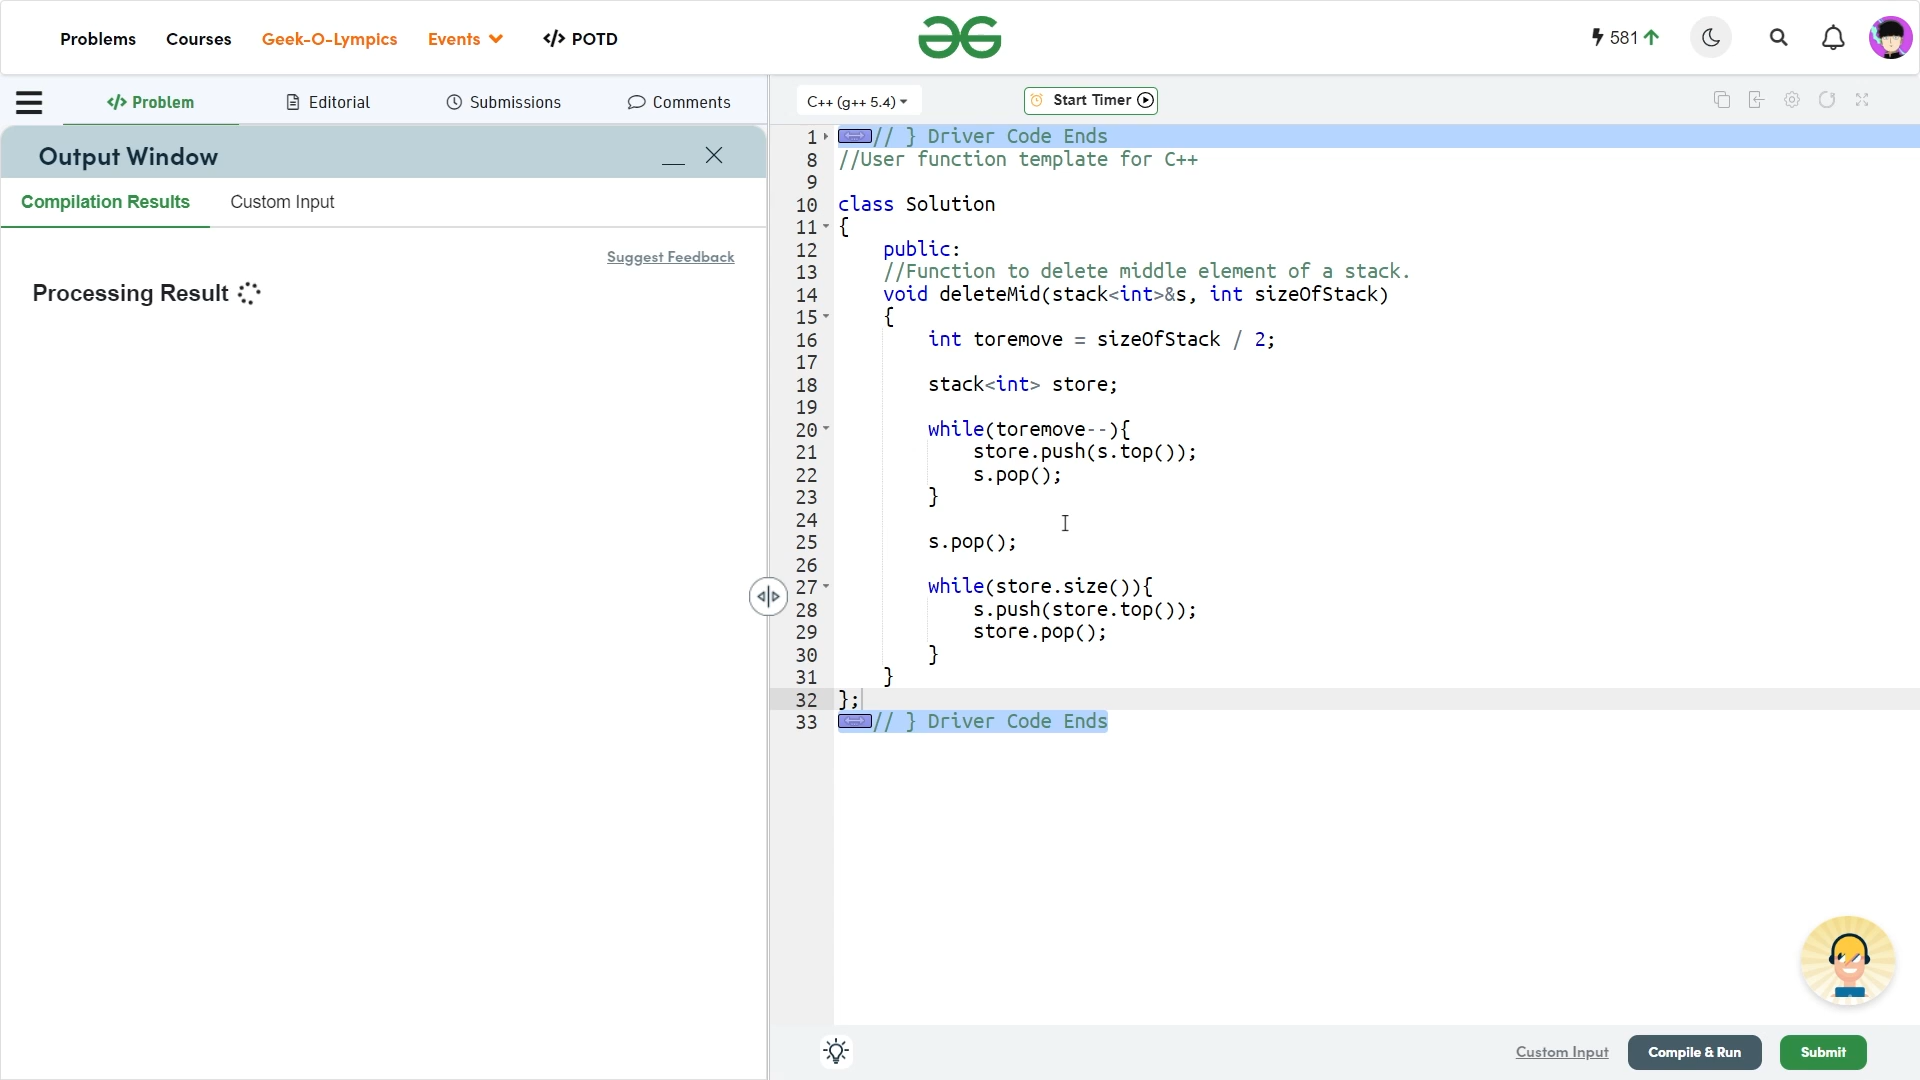 Problems Courses Geek-O-Lympics Events </> POTD 581
</> Problem Editorial Submissions Comments
Output Window
Compilation Results Custom Input
Suggest Feedback
Processing Result
C++ (g++ 5.4) Start Timer
1 // } Driver Code Ends
8 //User function template for C++
9
10 class Solution
11 {
12 public:
13 //Function to delete middle element of a stack.
14 void deleteMid(stack<int>&s, int sizeOfStack)
15 {
16 int toremove = sizeOfStack / 2;
17
18 stack<int> store;
19
20 while(toremove--){
21 store.push(s.top());
22 s.pop();
23 }
24
25 s.pop();
26
27 while(store.size()){
28 s.push(store.top());
29 store.pop();
30 }
31 }
32 };
33 // } Driver Code Ends
Custom Input Compile & Run Submit